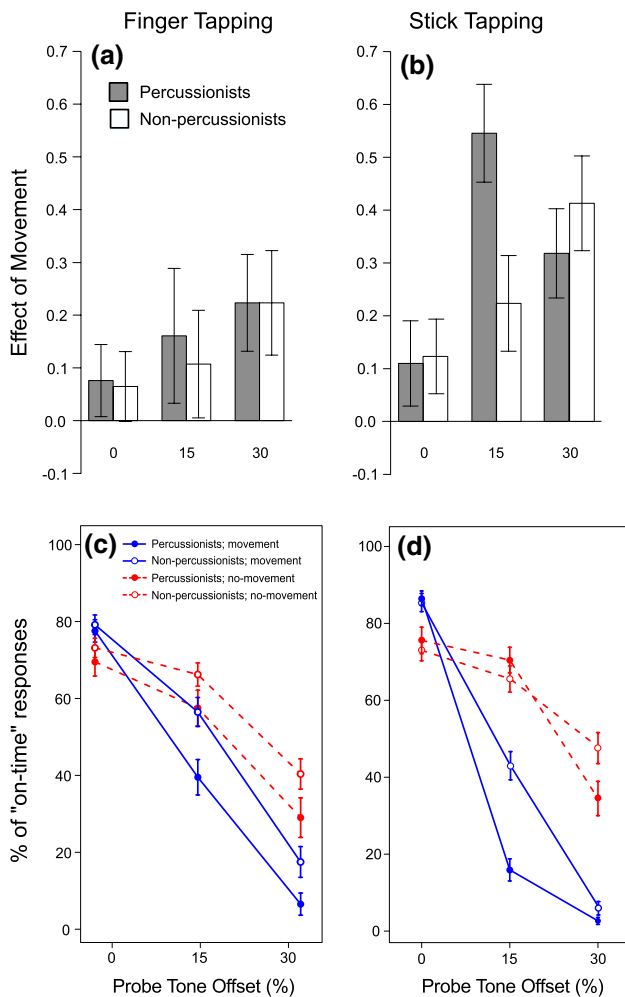 Finger Tapping
Stick Tapping
(a)
Percussionists
Non-percussionists
0.7
0.6
0.5
0.4
0.3
0.2
0.1
0.0
-0.1
Effect of Movement
0 15 30
(b)
0.7
0.6
0.5
0.4
0.3
0.2
0.1
0.0
-0.1
0 15 30
(c)
Percussionists; movement
Non-percussionists; movement
Percussionists; no-movement
Non-percussionists; no-movement
100
80
60
40
20
0
% of "on-time" responses
0 15 30
Probe Tone Offset (%)
(d)
100
80
60
40
20
0
0 15 30
Probe Tone Offset (%)